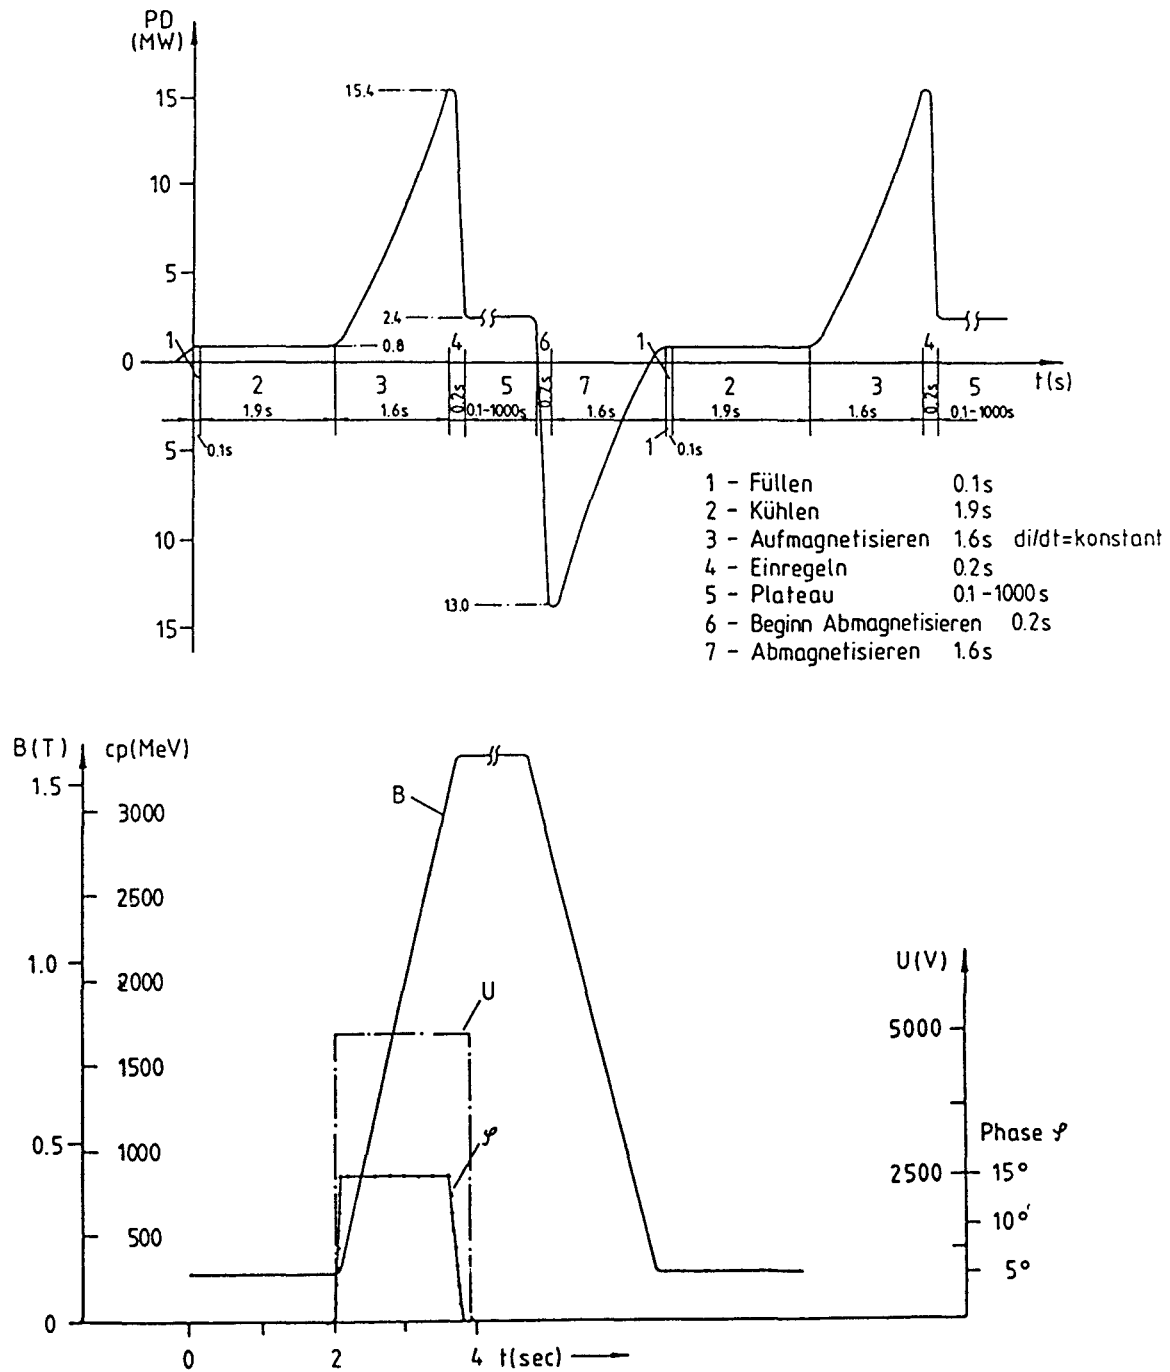 PD
(MW)
15.4
15
10
5
2.4
0.8
0
1
2
3
4
5
6
7
1
2
3
4
5
t(s)
1.9s
1.6s
0.2s
0.1-1000s
0.2s
1.6s
1.9s
1.6s
0.2s
0.1-1000s
0.1s
1
0.1s
5
10
13.0
15
1 - Füllen 0.1s
2 - Kühlen 1.9s
3 - Aufmagnetisieren 1.6s di/dt=konstant
4 - Einregeln 0.2s
5 - Plateau 0.1-1000s
6 - Beginn Abmagnetisieren 0.2s
7 - Abmagnetisieren 1.6s
B(T) cp(MeV)
1.5
3000
B
2500
1.0
2000
U(V)
U
5000
1500
0.5
1000
φ
Phase φ
2500 15°
10°
500
5°
0
0 2 4 t(sec)